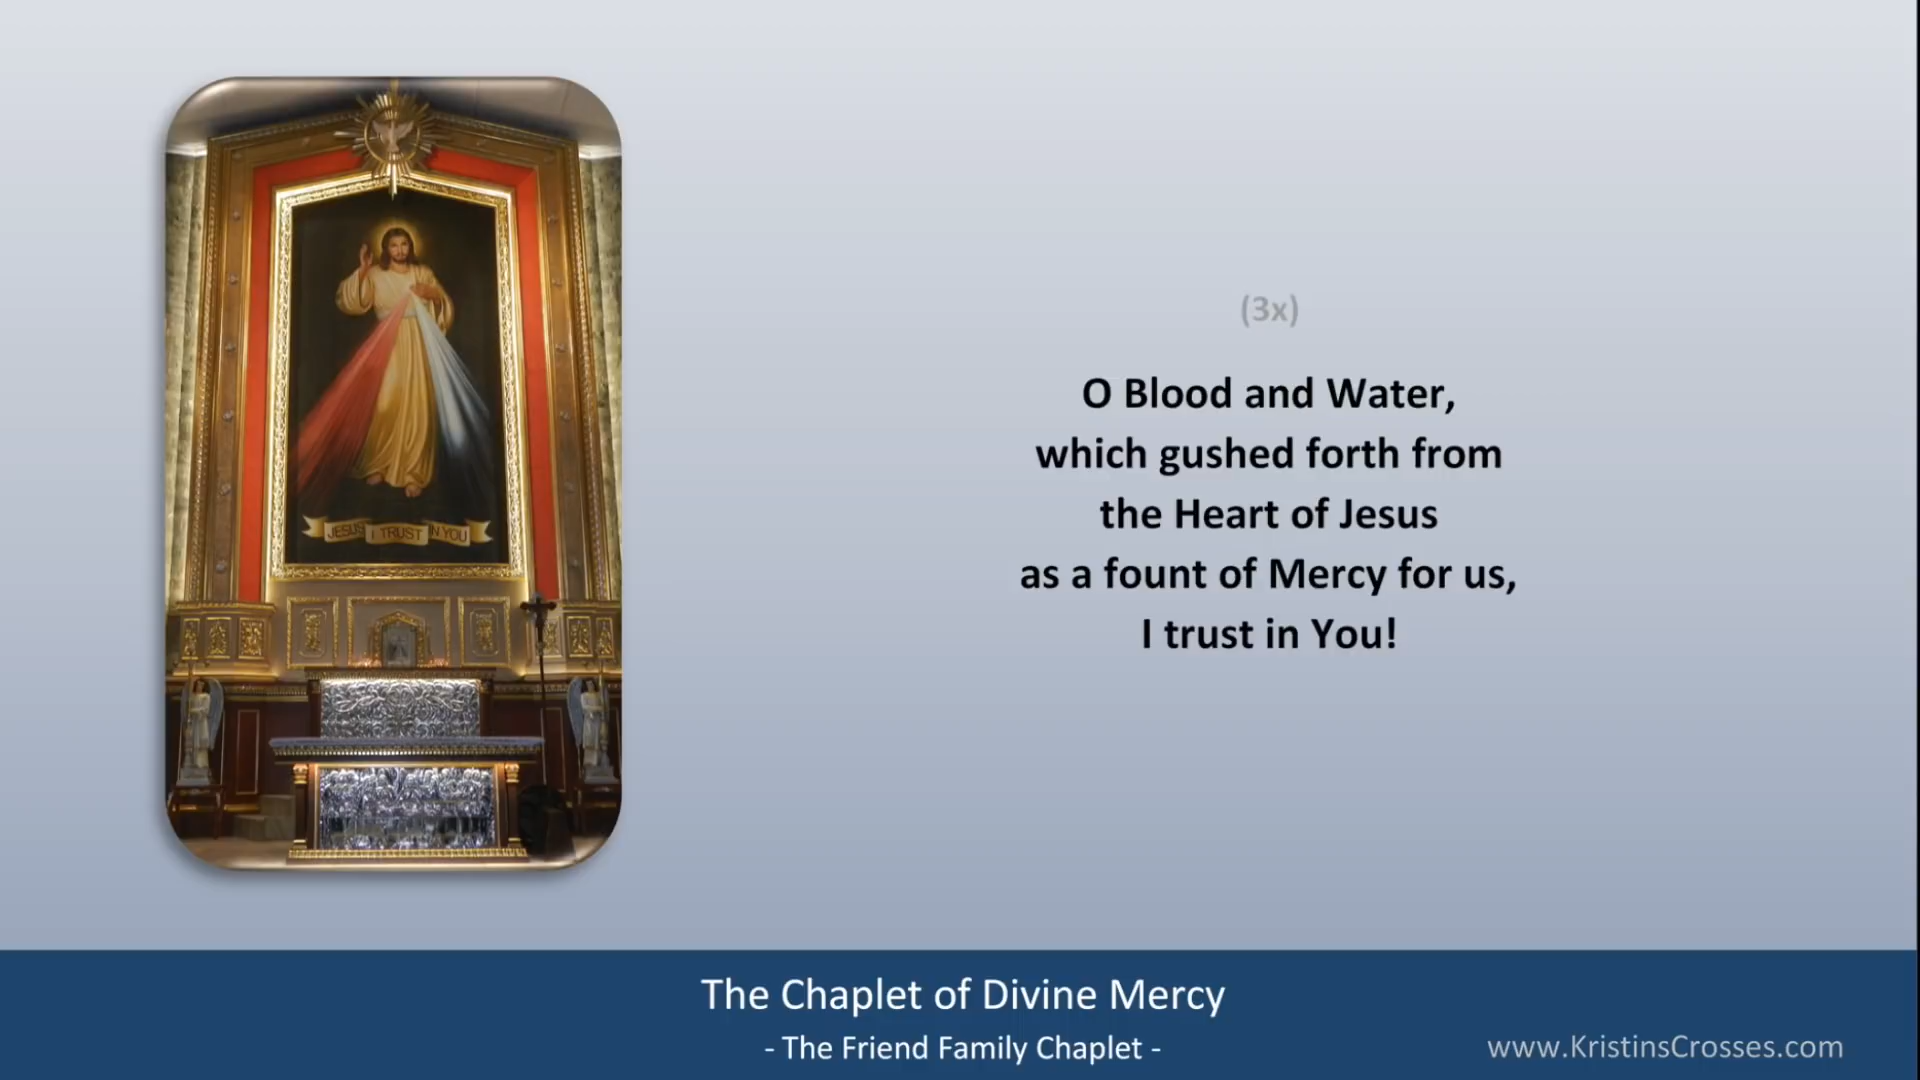 (3x)
O Blood and Water,
which gushed forth from
the Heart of Jesus
as a fount of Mercy for us,
I trust in You!
JESUS I TRUST IN YOU
The Chaplet of Divine Mercy
- The Friend Family Chaplet -
www.KristinsCrosses.com